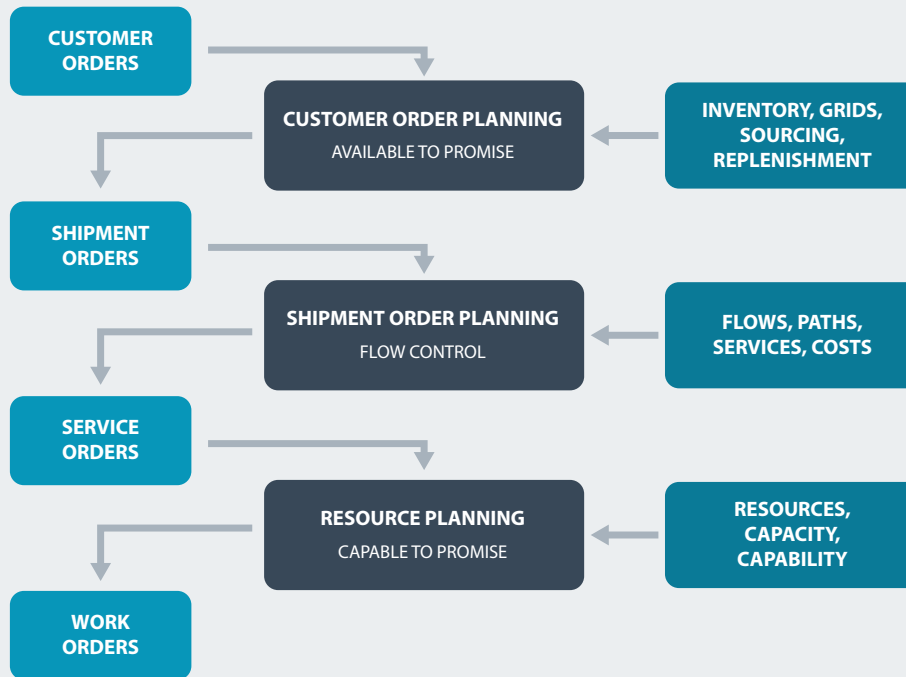 CUSTOMER
ORDERS
CUSTOMER ORDER PLANNING
AVAILABLE TO PROMISE
INVENTORY, GRIDS,
SOURCING,
REPLENISHMENT
SHIPMENT
ORDERS
SHIPMENT ORDER PLANNING
FLOW CONTROL
FLOWS, PATHS,
SERVICES, COSTS
SERVICE
ORDERS
RESOURCE PLANNING
CAPABLE TO PROMISE
RESOURCES,
CAPACITY,
CAPABILITY
WORK
ORDERS